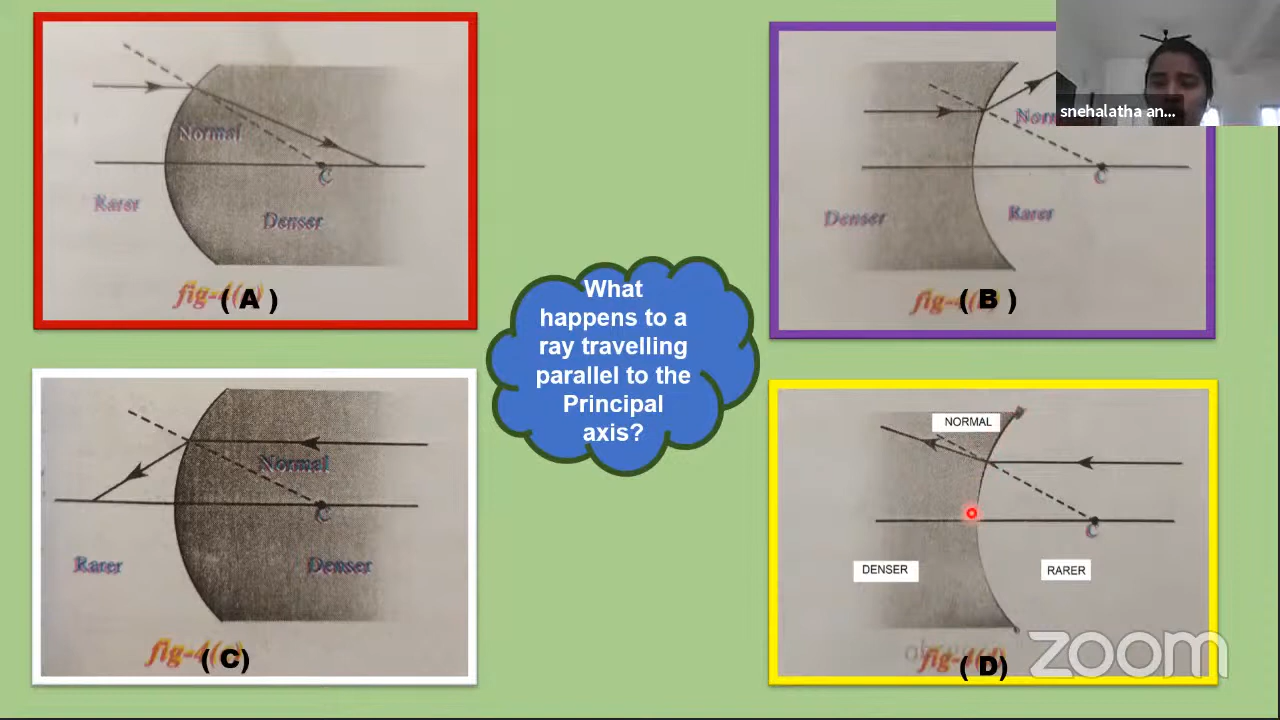 Normal
C
Rarer
Denser
( A )
What
happens to a
ray travelling
parallel to the
Principal
axis?
snehalatha an...
C
Denser
Rarer
( B )
Normal
C
Rarer
Denser
( C)
NORMAL
C
DENSER
RARER
( D)
zoom